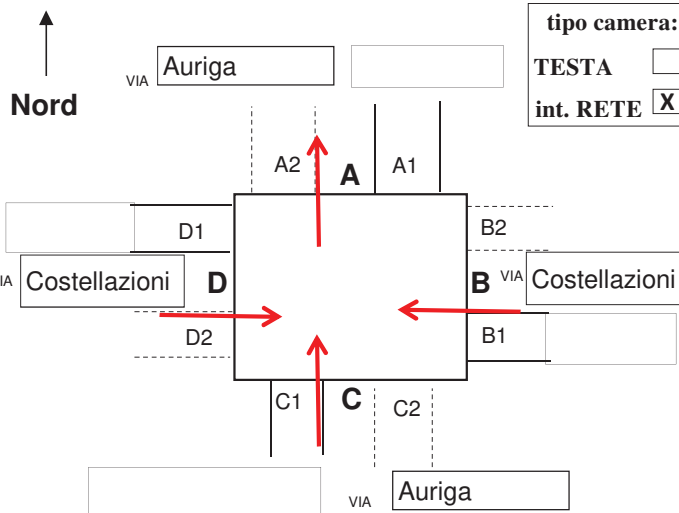 tipo camera:
VIA Auriga
TESTA
Nord
int. RETE X
A2 A A1
D1 B2
VIA Costellazioni D B VIA Costellazioni
D2 B1
C1 C C2
VIA Auriga